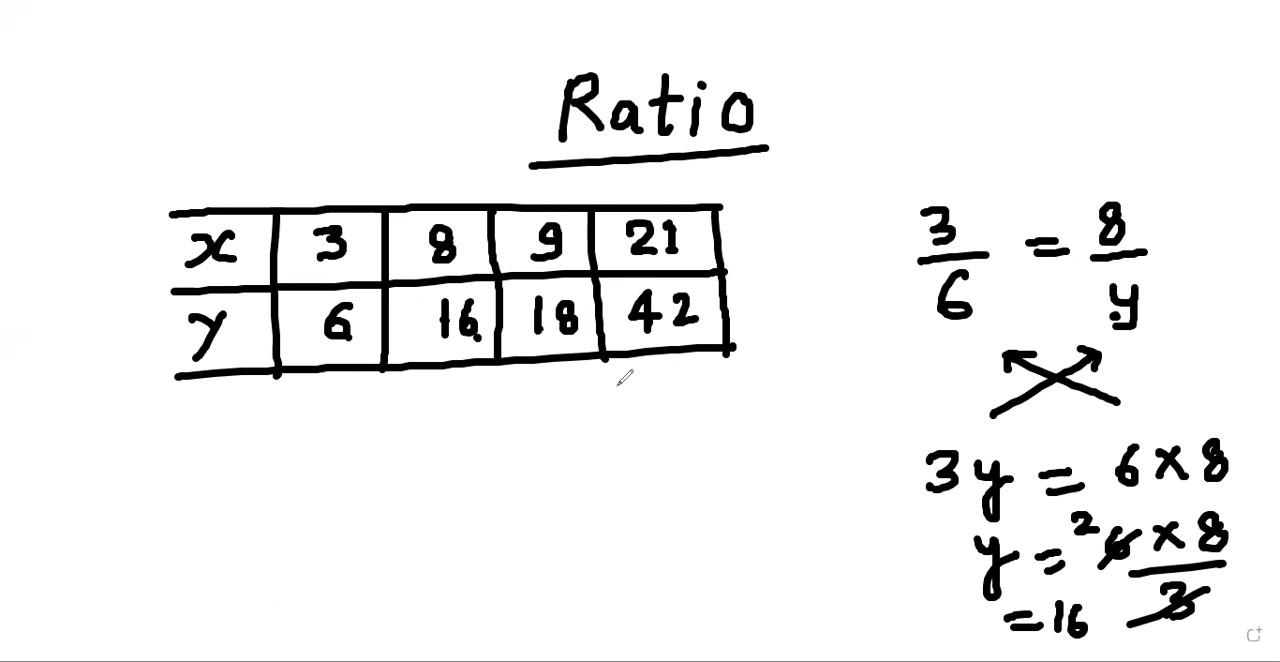 Ratio
x 3 8 9 21
y 6 16 18 42
3/6 = 8/y
3y = 6 × 8
y = 2 6 × 8 / 3
= 16